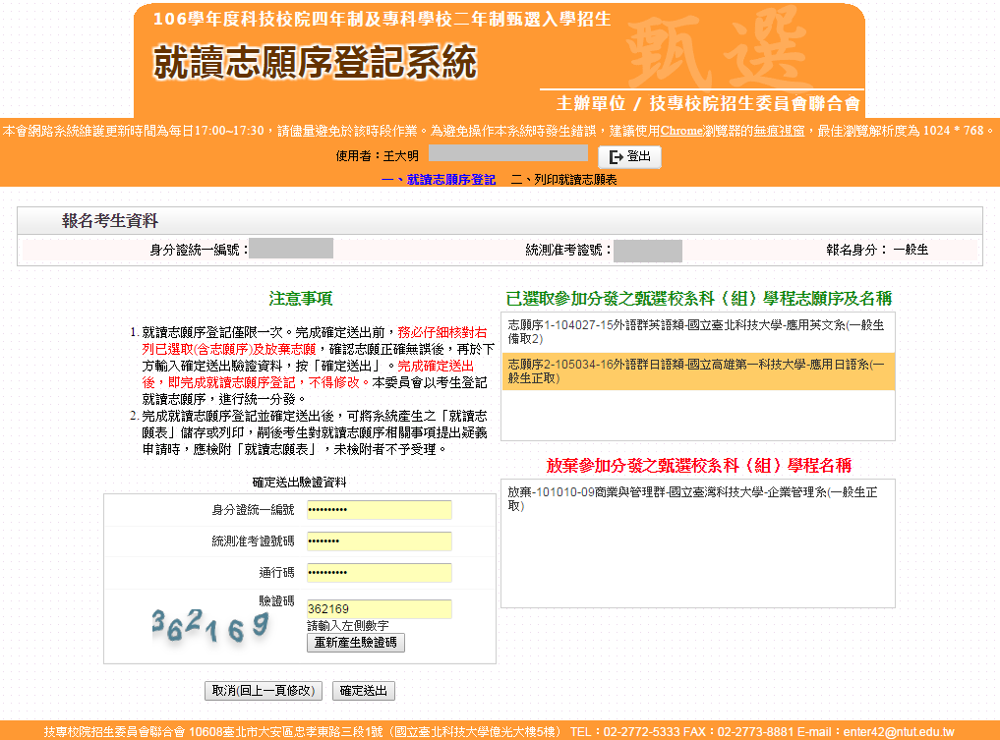 106學年度科技校院四年制及專科學校二年制甄選入學招生
甄選
就讀志願序登記系統
主辦單位 / 技專校院招生委員會聯合會
本會網路系統維護更新時間為每日17:00~17:30，請儘量避免於該時段作業。為避免操作本系統時發生錯誤，建議使用Chrome瀏覽器的無痕視窗，最佳瀏覽解析度為 1024 * 768。
使用者：王大明
登出
一、就讀志願序登記 二、列印就讀志願表
報名考生資料
身分證統一編號：
統測准考證號：
報名身分： 一般生
注意事項
1. 就讀志願序登記僅限一次。完成確定送出前，務必仔細核對右
列已選取(含志願序)及放棄志願，確認志願正確無誤後，再於下
方輸入確定送出驗證資料，按「確定送出」。完成確定送出
後，即完成就讀志願序登記，不得修改。本委員會以考生登記
就讀志願序，進行統一分發。
2. 完成就讀志願序登記並確定送出後，可將系統產生之「就讀志
願表」儲存或列印，嗣後考生對就讀志願序相關事項提出疑義
申請時，應檢附「就讀志願表」，未檢附者不予受理。
確定送出驗證資料
身分證統一編號 ••••••••••
統測准考證號碼 ••••••••
通行碼 ••••••••••
驗證碼
362169
362169
請輸入左側數字
重新產生驗證碼
取消(回上一頁修改)
確定送出
已選取參加分發之甄選校系科（組）學程志願序及名稱
志願序1-104027-15外語群英語類-國立臺北科技大學-應用英文系(一般生
備取2)
志願序2-105034-16外語群日語類-國立高雄第一科技大學-應用日語系(一
般生正取)
放棄參加分發之甄選校系科（組）學程名稱
放棄-101010-09商業與管理群-國立臺灣科技大學-企業管理系(一般生正
取)
技專校院招生委員會聯合會 10608臺北市大安區忠孝東路三段1號（國立臺北科技大學億光大樓5樓） TEL：02-2772-5333 FAX：02-2773-8881 E-mail：enter42@ntut.edu.tw